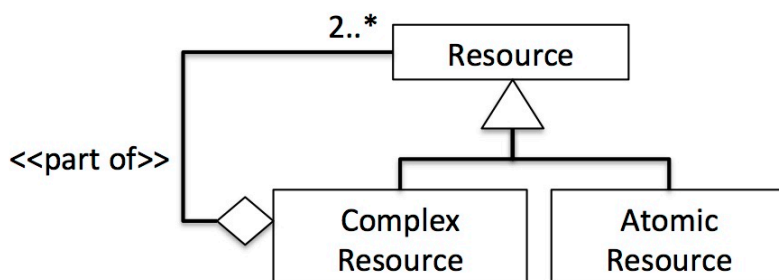 2..*
Resource
<<part of>>
Complex
Resource
Atomic
Resource